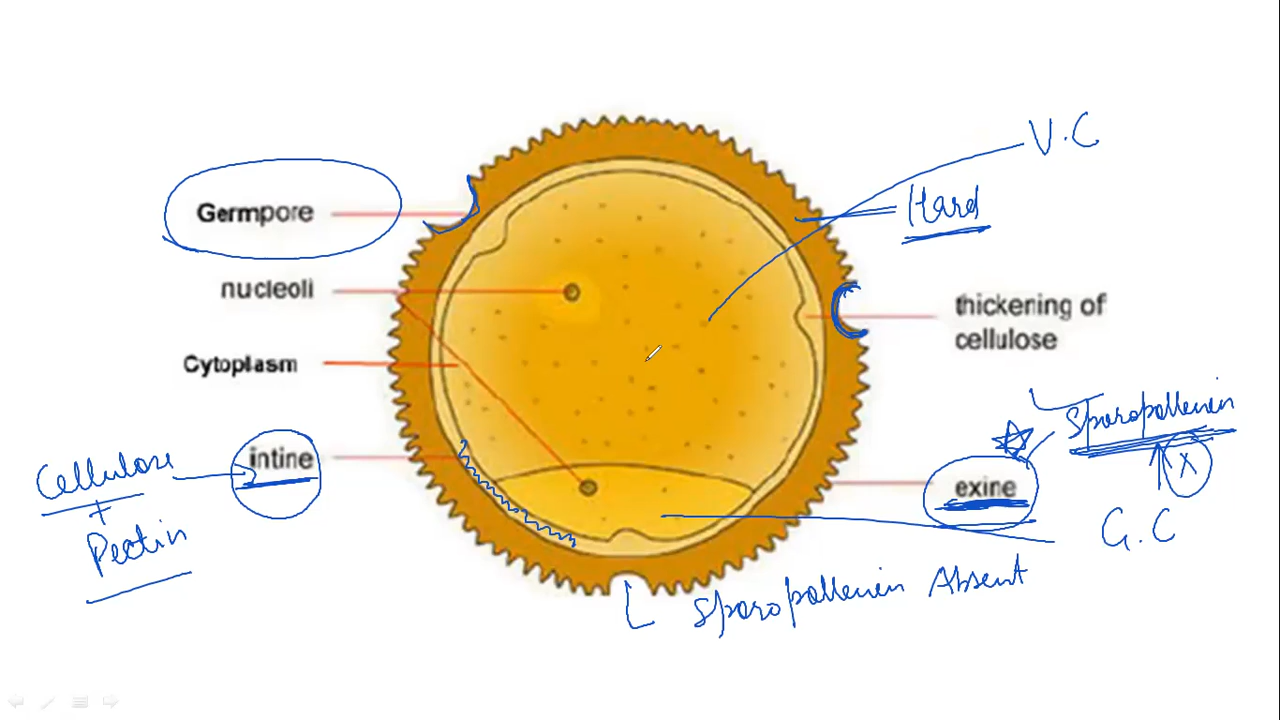 V.C
Germpore
Hard
nucleoli
thickening of
cellulose
Cytoplasm
Sporopollenin
intine
Cellulose
+
Pectin
exine
X
G.C
Sporopollenin Absent